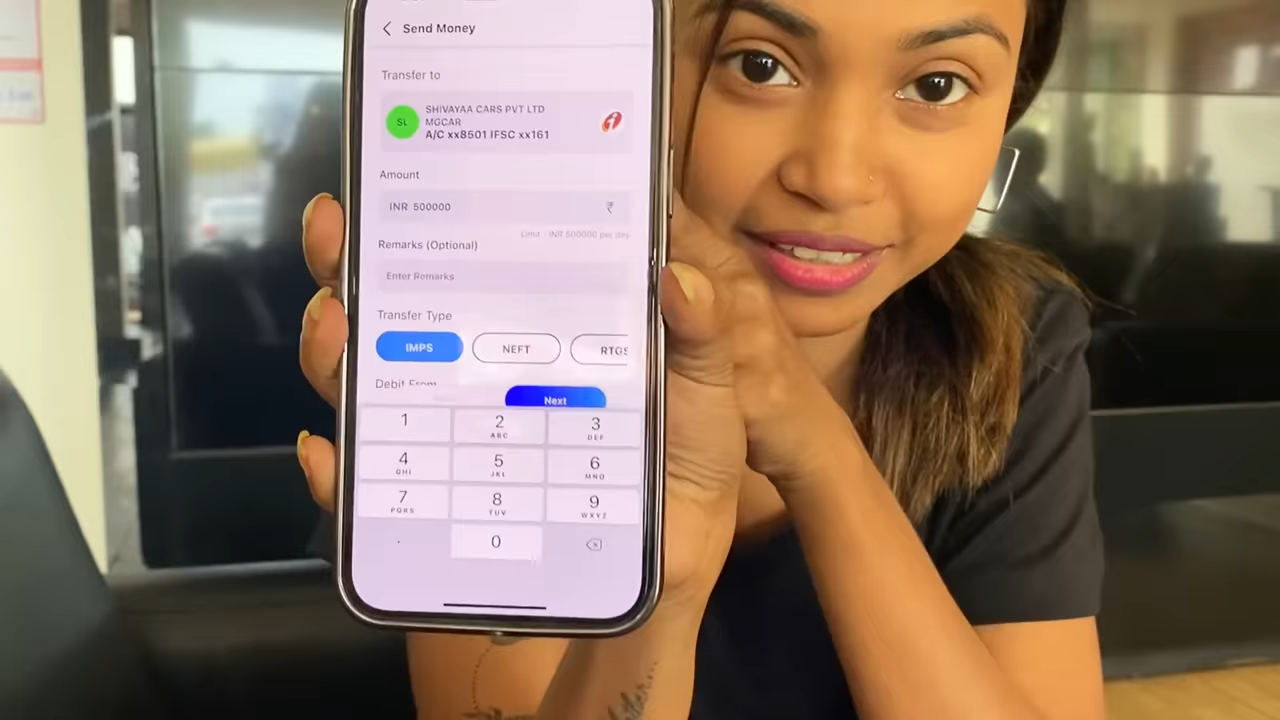 Send Money
Transfer to
SL
SHIVAYAA CARS PVT LTD
MGCAR
A/C xx8501 IFSC xx161
Amount
INR 500000 ₹
Limit : INR 500000 per day
Remarks (Optional)
Enter Remarks
Transfer Type
IMPS NEFT RTGS
Debit From
Next
1 2 3
ABC DEF
4 5 6
GHI JKL MNO
7 8 9
PQRS TUV WXYZ
. 0